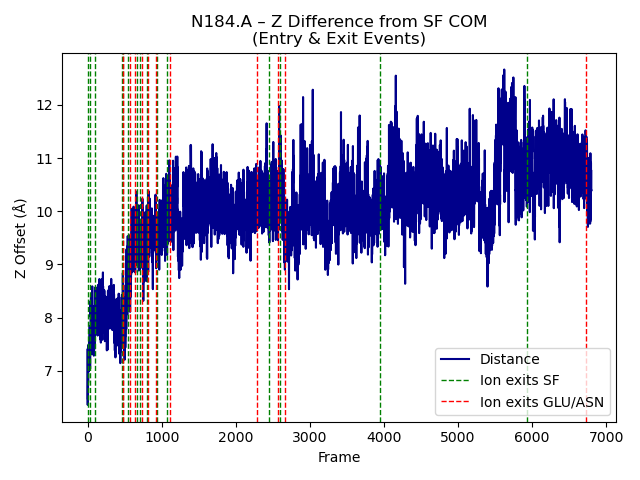 N184.A – Z Difference from SF COM
(Entry & Exit Events)
Z Offset (Å)
12
11
10
9
8
7
0
1000
2000
3000
4000
5000
6000
7000
Frame
Distance
Ion exits SF
Ion exits GLU/ASN